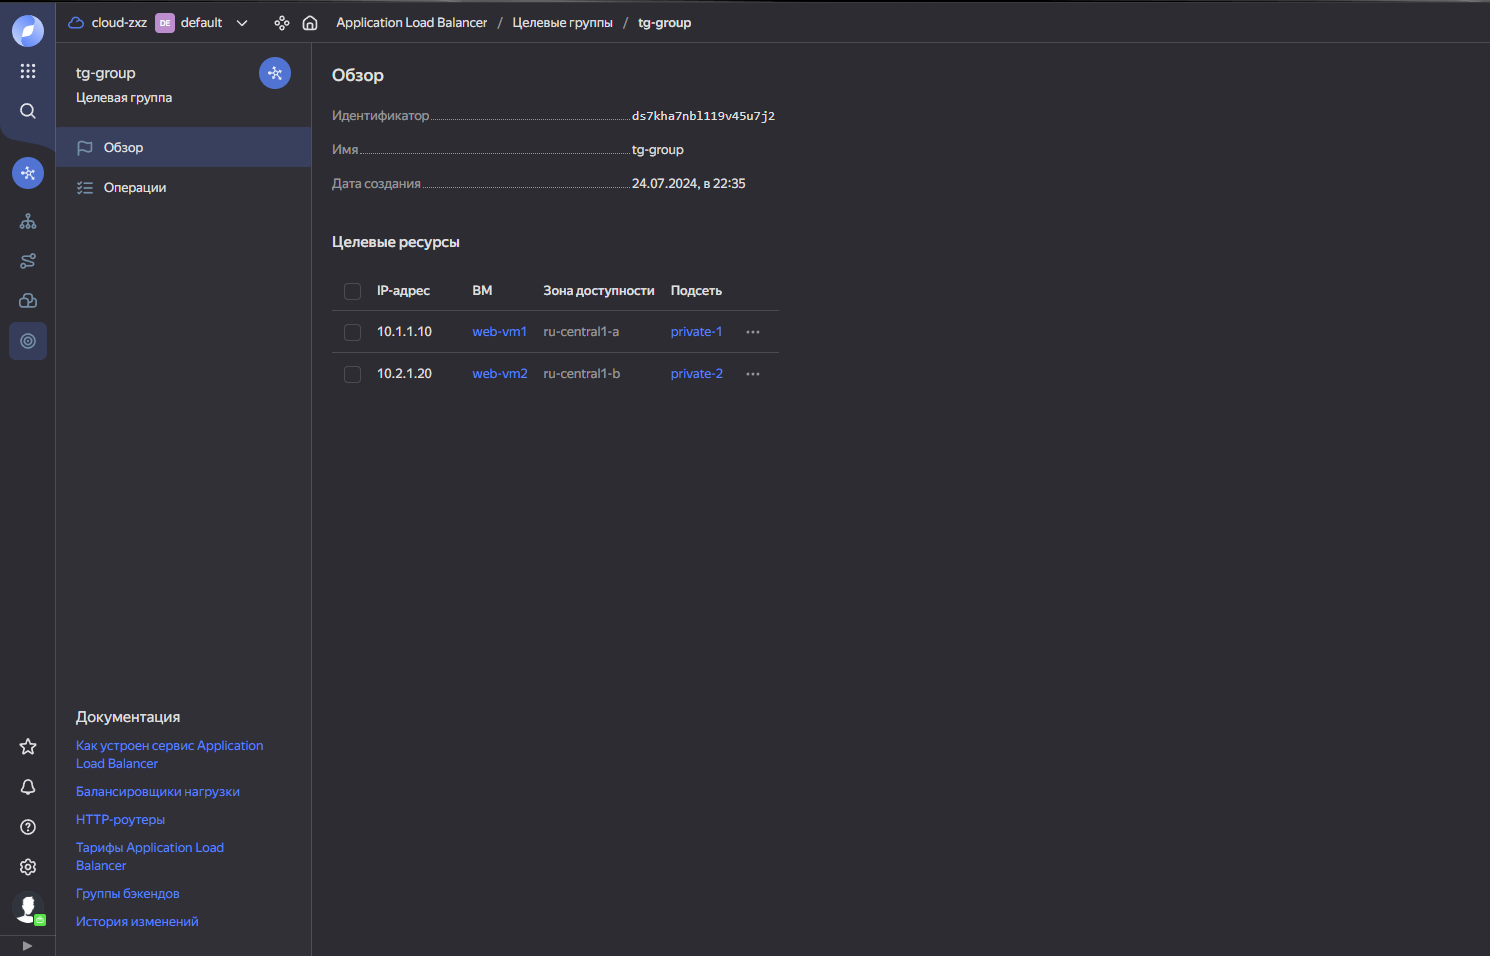 cloud-zxz DE default Application Load Balancer / Целевые группы / tg-group
tg-group
Целевая группа
Обзор
Операции
Обзор
Идентификатор ds7kha7nbl119v45u7j2
Имя tg-group
Дата создания 24.07.2024, в 22:35
Целевые ресурсы
IP-адрес ВМ Зона доступности Подсеть
10.1.1.10 web-vm1 ru-central1-a private-1
10.2.1.20 web-vm2 ru-central1-b private-2
Документация
Как устроен сервис Application
Load Balancer
Балансировщики нагрузки
HTTP-роутеры
Тарифы Application Load
Balancer
Группы бэкендов
История изменений